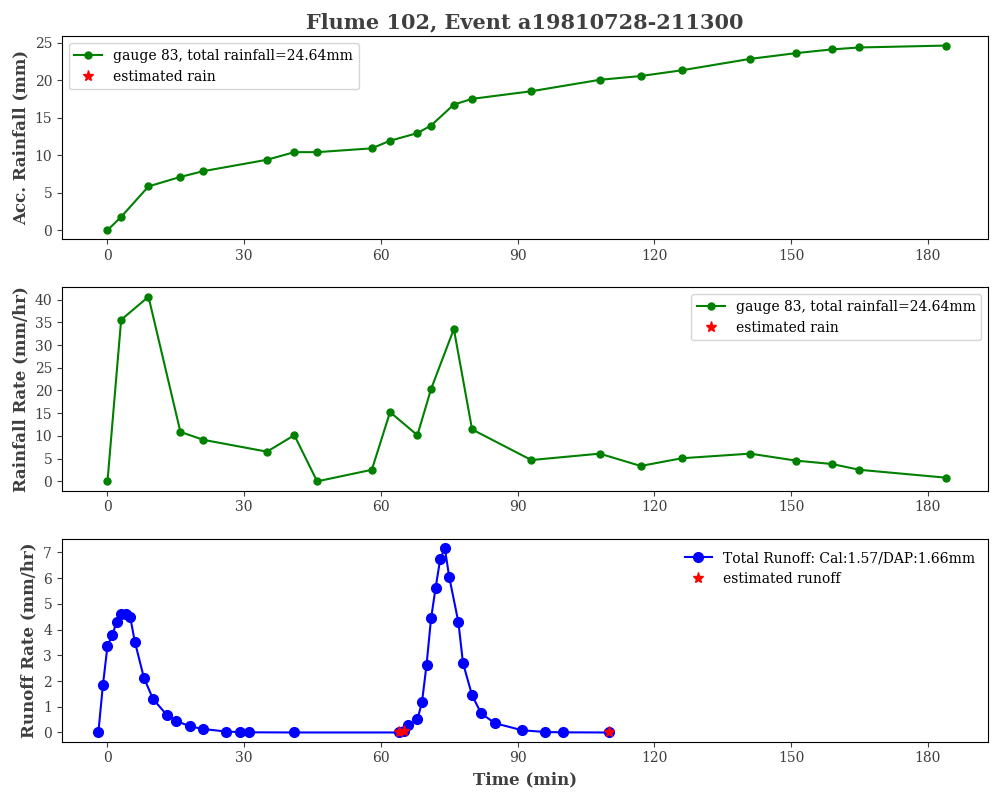 Flume 102, Event a19810728-211300
Acc. Rainfall (mm)
25
20
15
10
5
0
gauge 83, total rainfall=24.64mm
estimated rain
0 30 60 90 120 150 180
Rainfall Rate (mm/hr)
40
35
30
25
20
15
10
5
0
gauge 83, total rainfall=24.64mm
estimated rain
0 30 60 90 120 150 180
Runoff Rate (mm/hr)
7
6
5
4
3
2
1
0
Total Runoff: Cal:1.57/DAP:1.66mm
estimated runoff
0 30 60 90 120 150 180
Time (min)